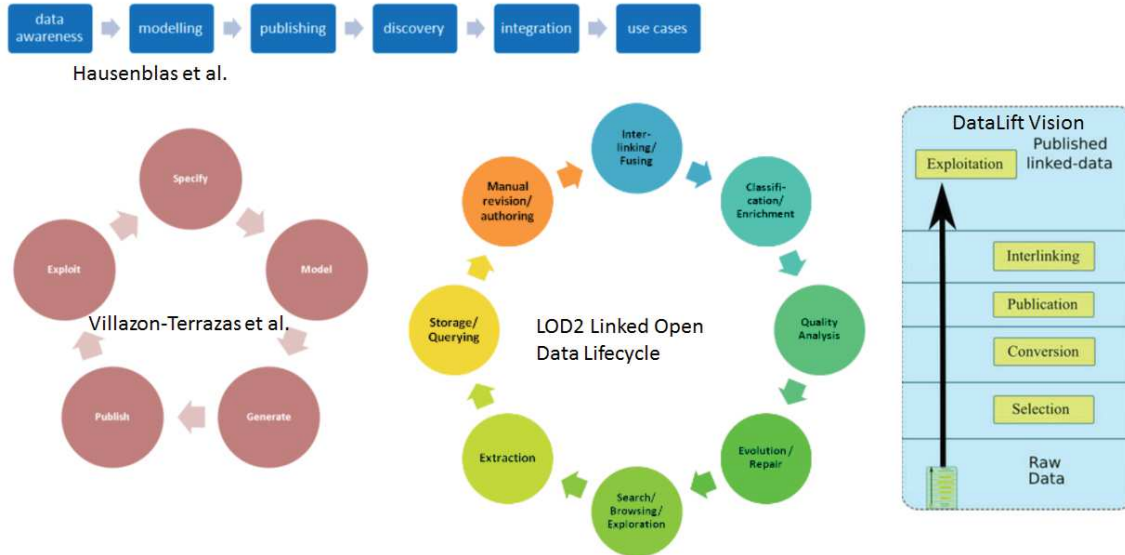 data
awareness
modelling
publishing
discovery
integration
use cases
Hausenblas et al.
Specify
Model
Generate
Publish
Exploit
Villazon-Terrazas et al.
Inter-
linking/
Fusing
Classifi-
cation/
Enrichment
Quality
Analysis
Evolution /
Repair
Search/
Browsing/
Exploration
Extraction
Storage/
Querying
Manual
revision/
authoring
LOD2 Linked Open
Data Lifecycle
DataLift Vision
Published
linked-data
Exploitation
Interlinking
Publication
Conversion
Selection
Raw
Data